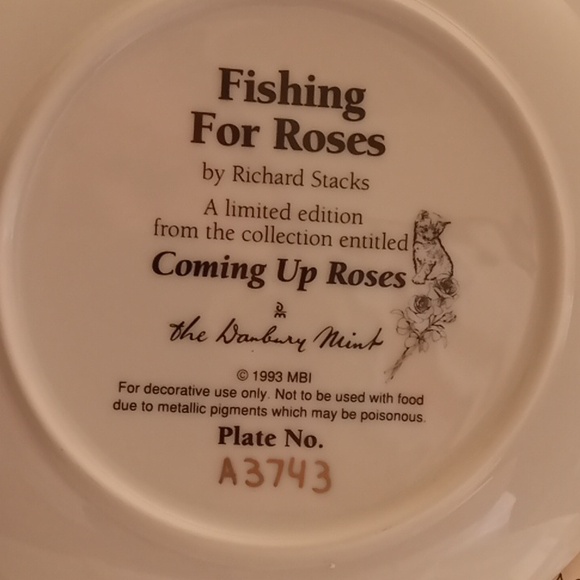 Fishing
For Roses
by Richard Stacks
A limited edition
from the collection entitled
Coming Up Roses
DM
the Danbury Mint
© 1993 MBI
For decorative use only. Not to be used with food
due to metallic pigments which may be poisonous.
Plate No.
A3743